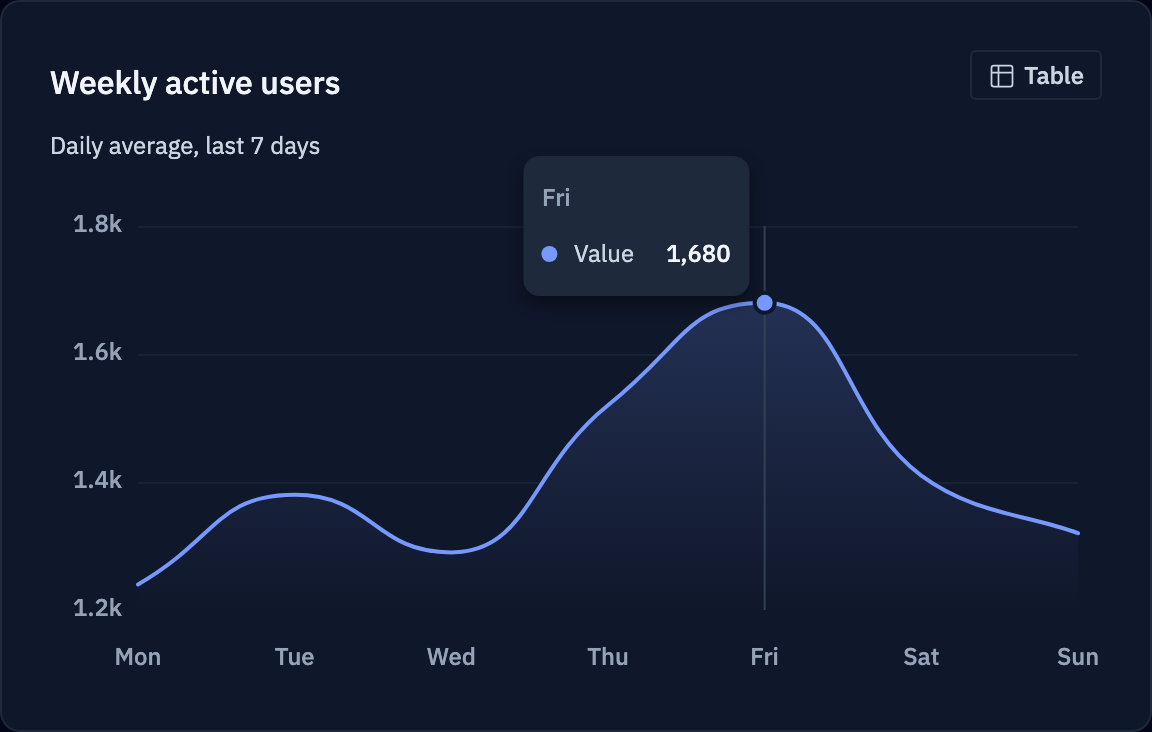 Weekly active users
Table
Daily average, last 7 days
Fri
Value 1,680
1.8k
1.6k
1.4k
1.2k
Mon Tue Wed Thu Fri Sat Sun